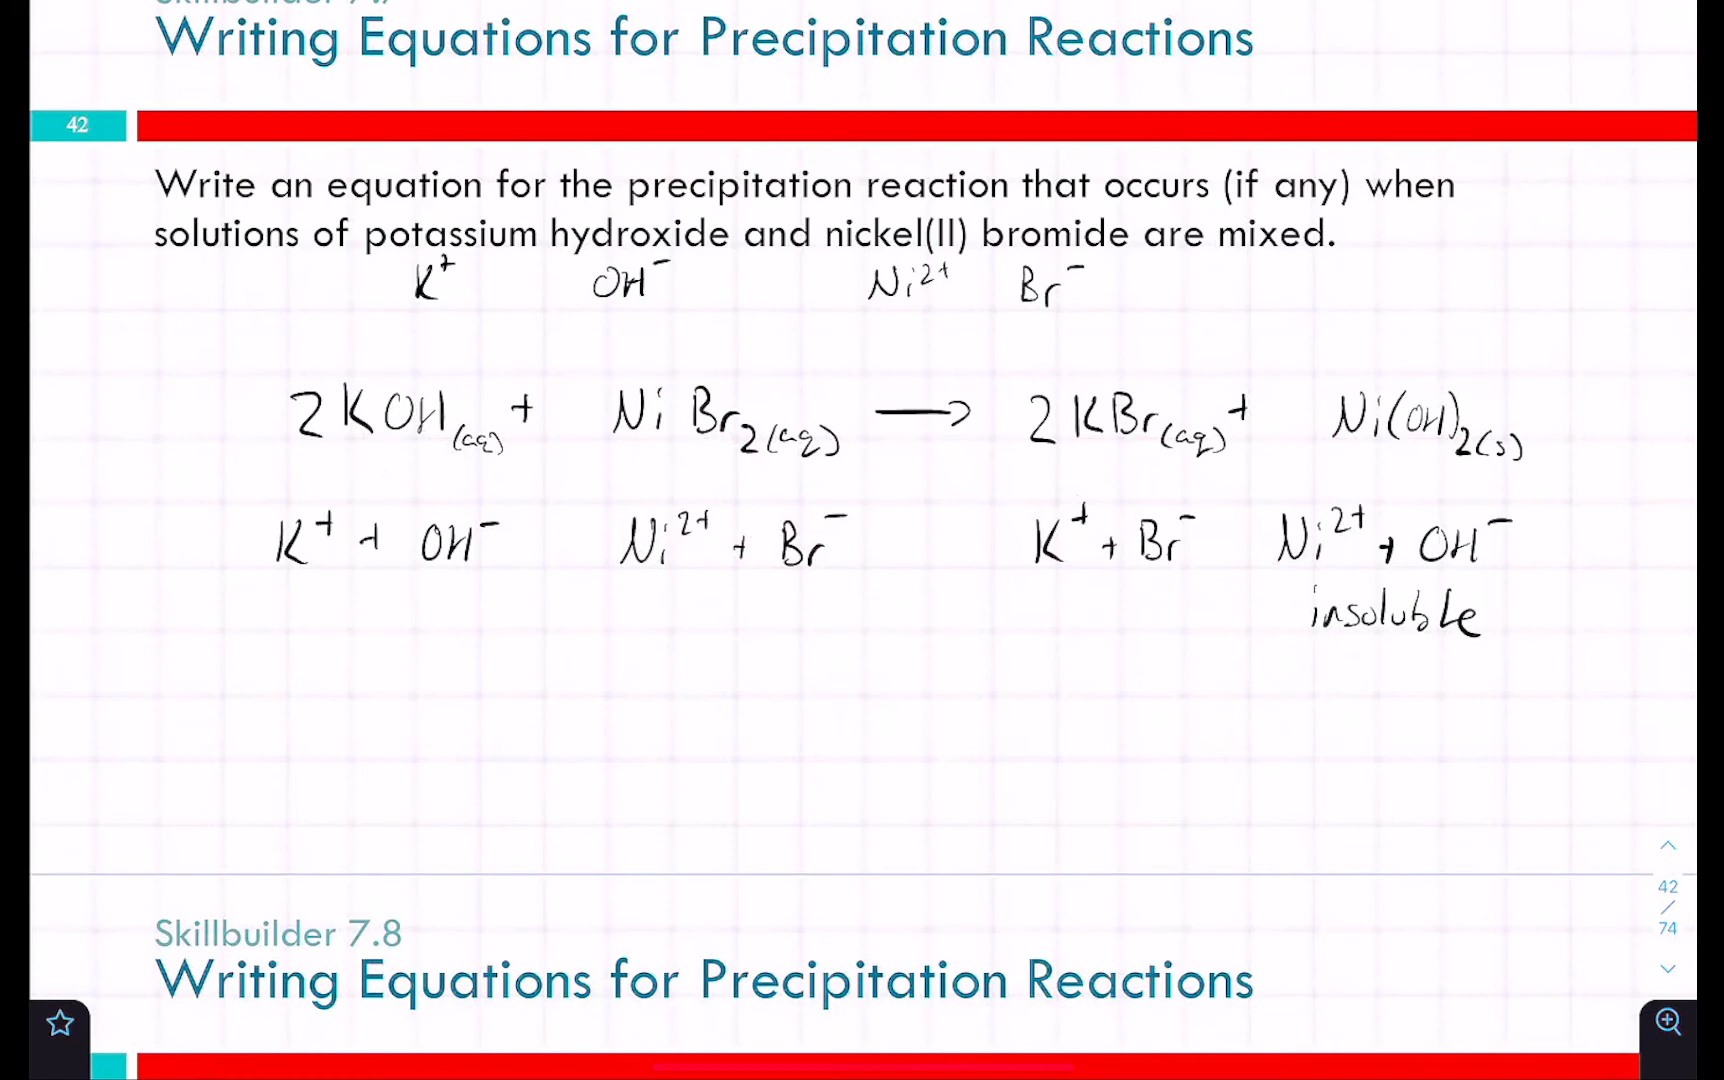 Writing Equations for Precipitation Reactions
42
Write an equation for the precipitation reaction that occurs (if any) when
solutions of potassium hydroxide and nickel(II) bromide are mixed.
K⁺ OH⁻ Ni²⁺ Br⁻
2KOH(aq) + NiBr₂(aq) → 2KBr(aq) + Ni(OH)₂(s)
K⁺ + OH⁻ Ni²⁺ + Br⁻ K⁺ + Br⁻ Ni²⁺ + OH⁻
insoluble
42
/
74
Skillbuilder 7.8
Writing Equations for Precipitation Reactions